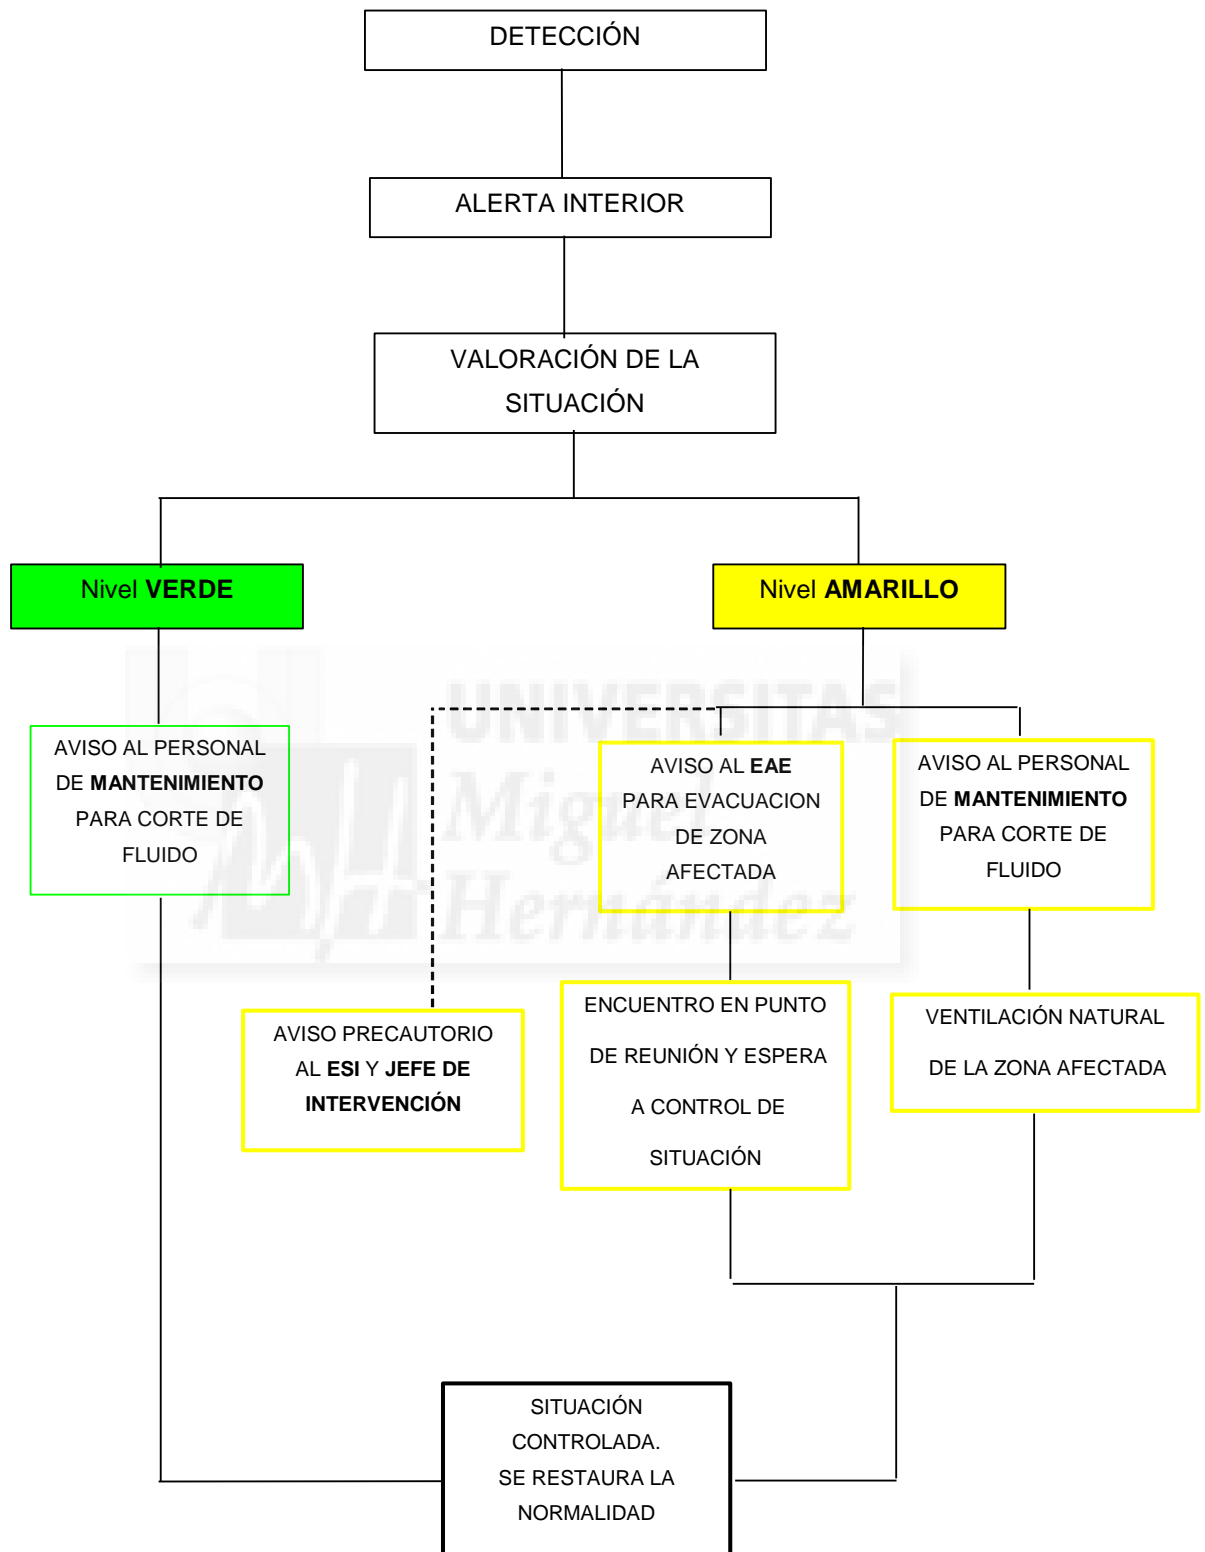 DETECCIÓN
ALERTA INTERIOR
VALORACIÓN DE LA
SITUACIÓN
Nivel VERDE
Nivel AMARILLO
AVISO AL PERSONAL
DE MANTENIMIENTO
PARA CORTE DE
FLUIDO
AVISO AL EAE
PARA EVACUACION
DE ZONA
AFECTADA
AVISO AL PERSONAL
DE MANTENIMIENTO
PARA CORTE DE
FLUIDO
AVISO PRECAUTORIO
AL ESI Y JEFE DE
INTERVENCIÓN
ENCUENTRO EN PUNTO
DE REUNIÓN Y ESPERA
A CONTROL DE
SITUACIÓN
VENTILACIÓN NATURAL
DE LA ZONA AFECTADA
SITUACIÓN
CONTROLADA.
SE RESTAURA LA
NORMALIDAD
UNIVERSITAS
Miguel
Hernández